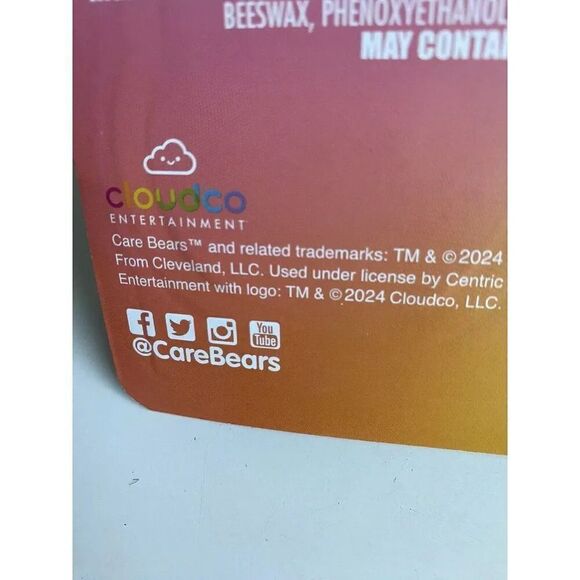 BEESWAX, PHENOXYETHANOL
MAY CONTA
cloudco
ENTERTAINMENT
Care Bears™ and related trademarks: TM & ©2024
From Cleveland, LLC. Used under license by Centric
Entertainment with logo: TM & ©2024 Cloudco, LLC.
You
Tube
@CareBears